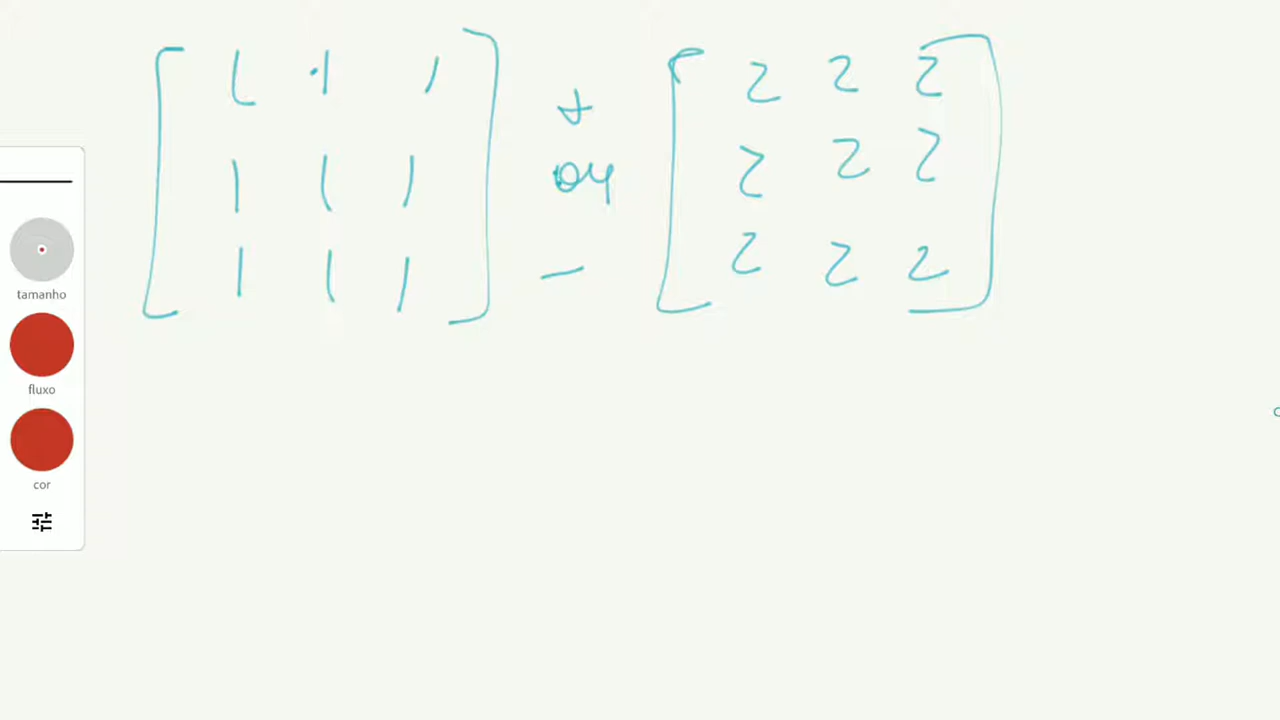 [ 1 1 1 + [ 2 2 2 ]
1 1 1 ou 2 2 2
1 1 1 ] - 2 2 2
tamanho
fluxo
cor